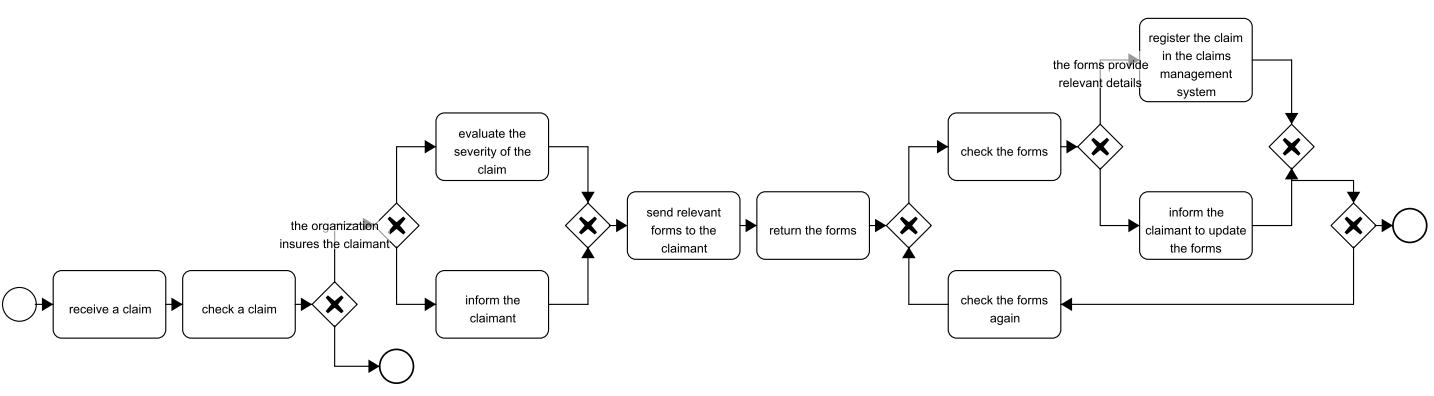 receive a claim
check a claim
the organization
insures the claimant
evaluate the
severity of the
claim
inform the
claimant
send relevant
forms to the
claimant
return the forms
check the forms
the forms provide
relevant details
register the claim
in the claims
management
system
inform the
claimant to update
the forms
check the forms
again